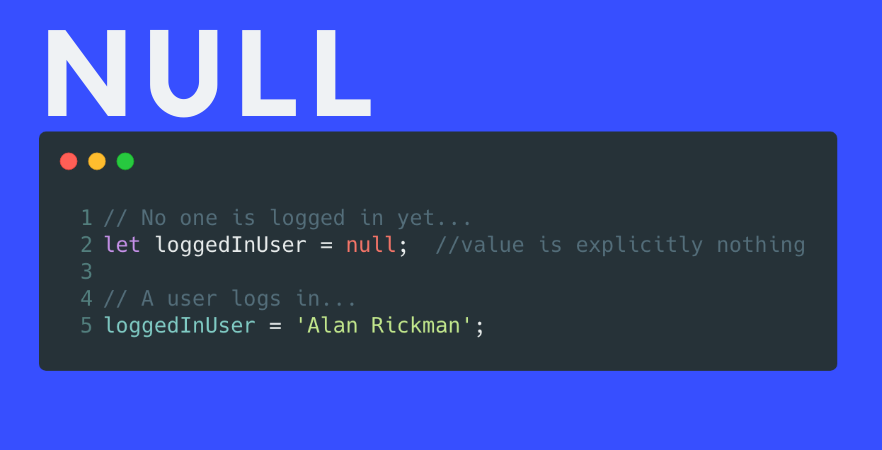 NULL
1 // No one is logged in yet...
2 let loggedInUser = null;  //value is explicitly nothing
3
4 // A user logs in...
5 loggedInUser = 'Alan Rickman';